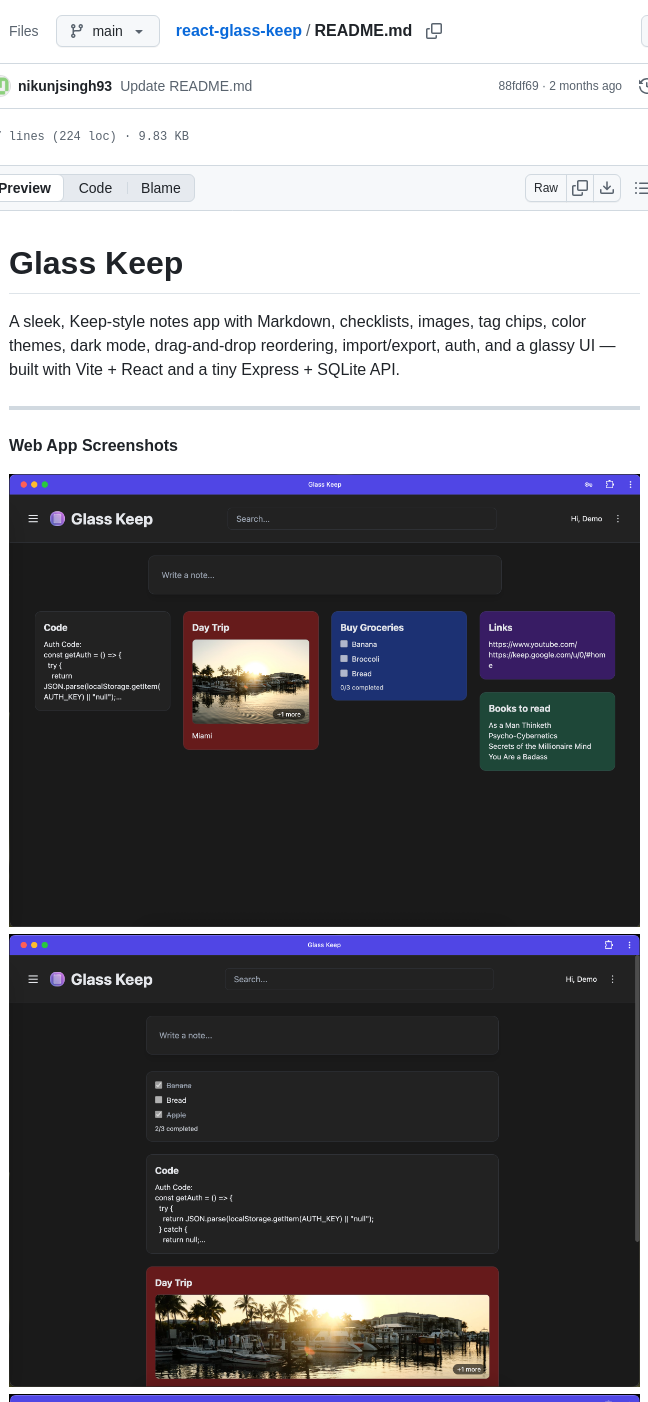 Files
main
react-glass-keep / README.md
nikunjsingh93 Update README.md
88fdf69 · 2 months ago
lines (224 loc) · 9.83 KB
Preview
Code
Blame
Raw
Glass Keep
A sleek, Keep-style notes app with Markdown, checklists, images, tag chips, color
themes, dark mode, drag-and-drop reordering, import/export, auth, and a glassy UI —
built with Vite + React and a tiny Express + SQLite API.
Web App Screenshots
Glass Keep
Glass Keep
Search...
Hi, Demo
Write a note...
Code
Auth Code:
const getAuth = () => {
try {
return
JSON.parse(localStorage.getItem(
AUTH_KEY) || "null");...
Day Trip
+1 more
Miami
Buy Groceries
Banana
Broccoli
Bread
0/3 completed
Links
https://www.youtube.com/
https://keep.google.com/u/0/#hom
e
Books to read
As a Man Thinketh
Psycho-Cybernetics
Secrets of the Millionaire Mind
You Are a Badass
Glass Keep
Glass Keep
Search...
Hi, Demo
Write a note...
Banana
Bread
Apple
2/3 completed
Code
Auth Code:
const getAuth = () => {
try {
return JSON.parse(localStorage.getItem(AUTH_KEY) || "null");
} catch {
return null;...
Day Trip
+1 more